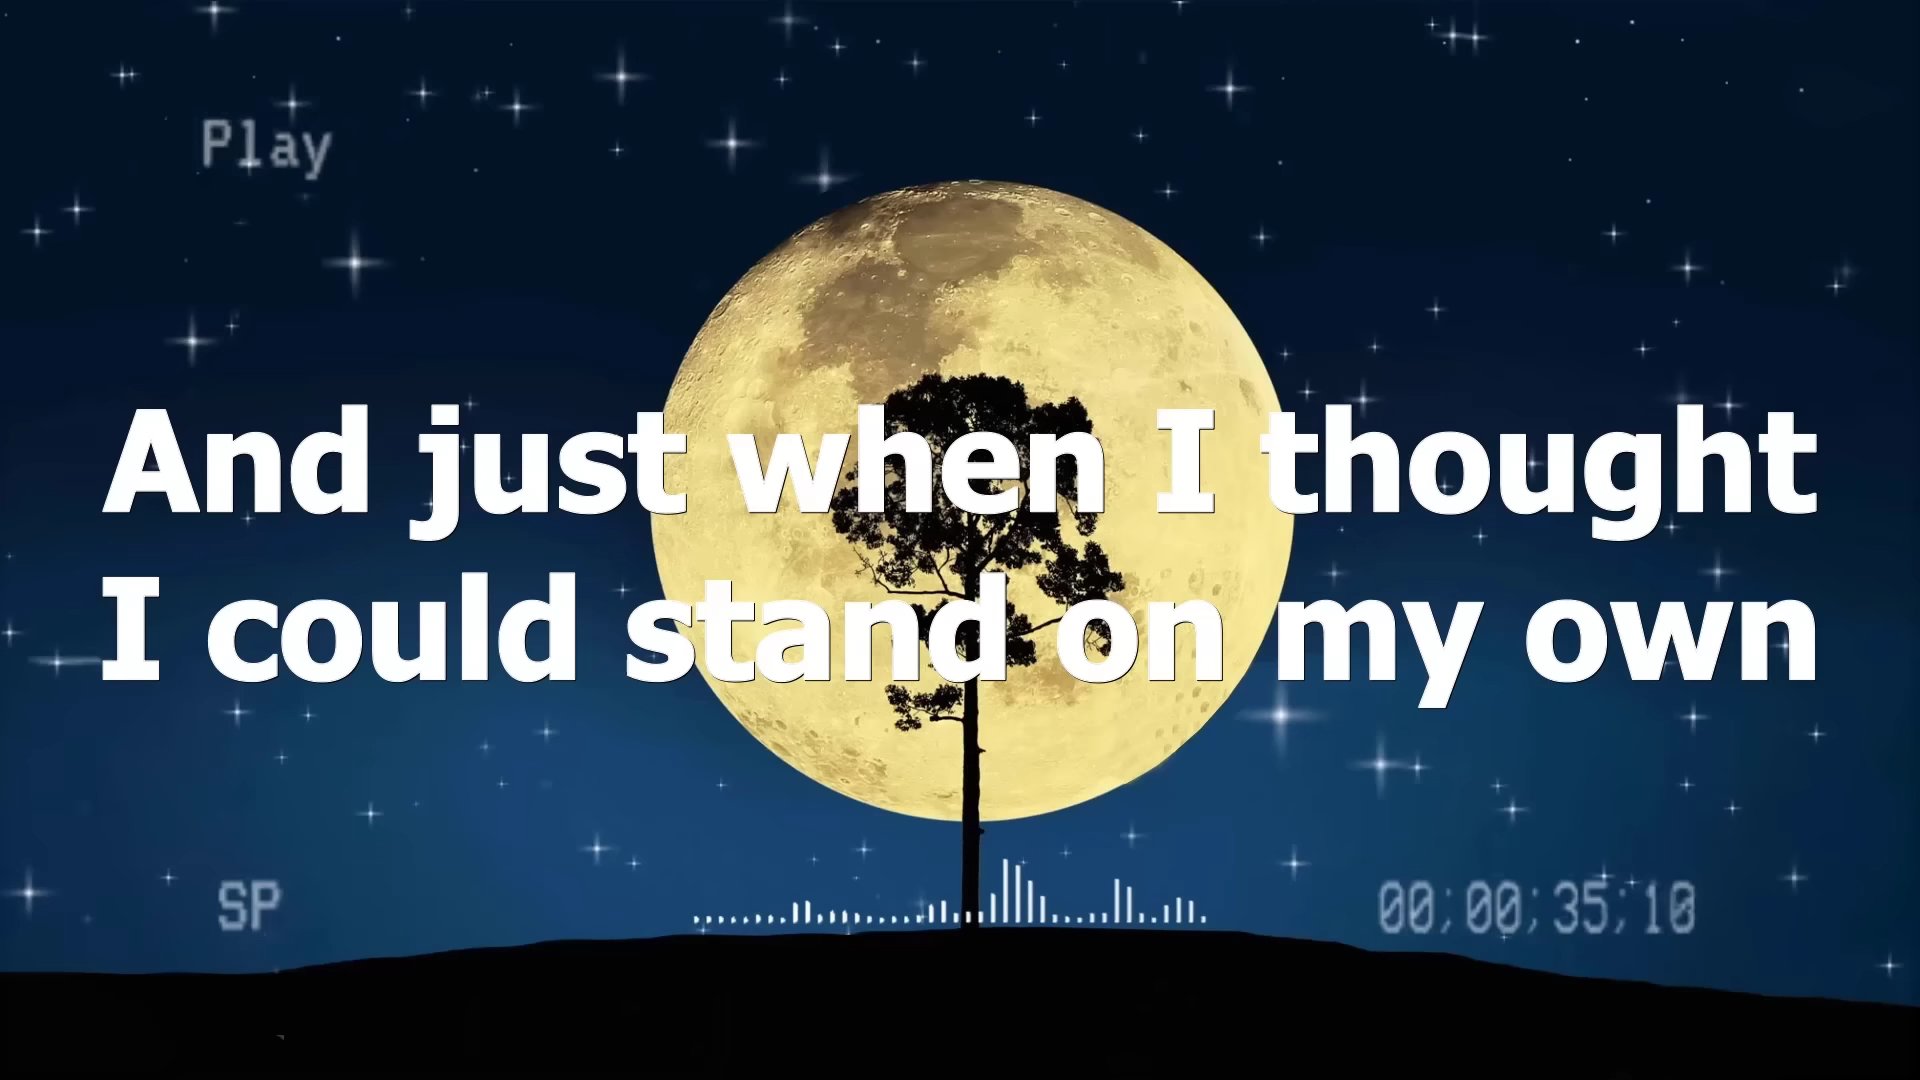 Play
And just when I thought
I could stand on my own
SP
00;00;35;10